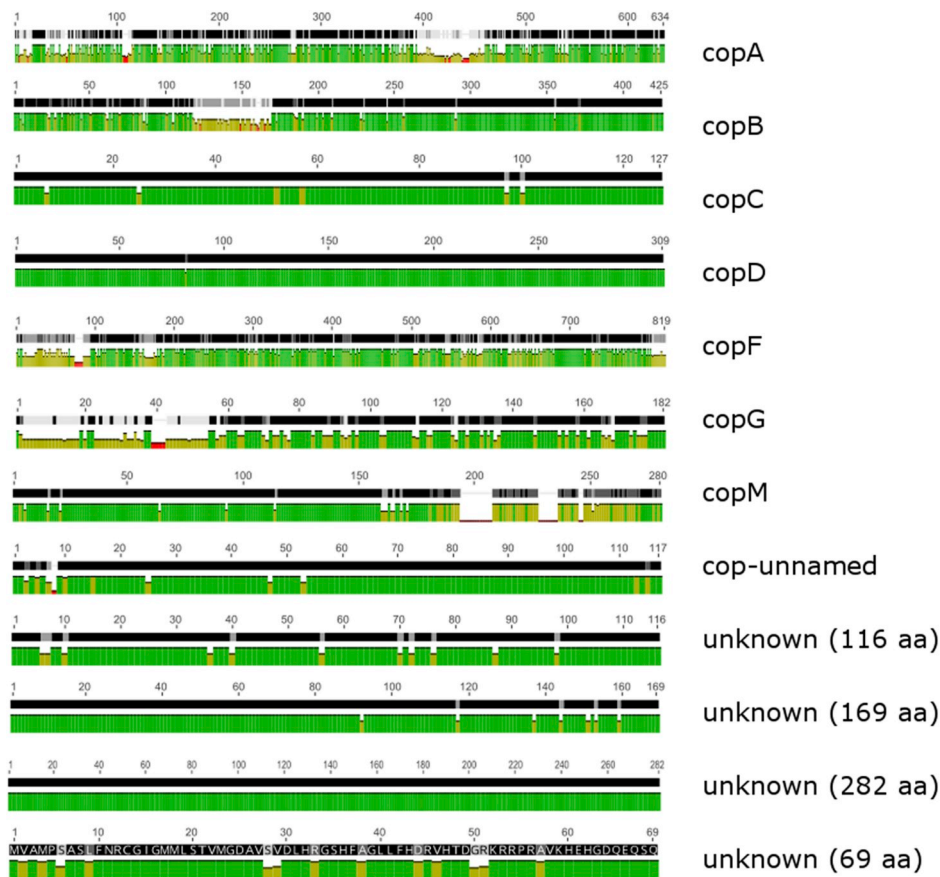 1 100 200 300 400 500 600 634
copA
1 50 100 150 200 250 300 350 400 425
copB
1 20 40 60 80 100 120 127
copC
1 50 100 150 200 250 309
copD
1 100 200 300 400 500 600 700 819
copF
1 20 40 60 80 100 120 140 160 182
copG
1 50 100 150 200 250 280
copM
1 10 20 30 40 50 60 70 80 90 100 110 117
cop-unnamed
1 10 20 30 40 50 60 70 80 90 100 110 116
unknown (116 aa)
1 20 40 60 80 100 120 140 160 169
unknown (169 aa)
1 20 40 60 80 100 120 140 160 180 200 220 240 260 282
unknown (282 aa)
1 10 20 30 40 50 60 69
MVAMPSASLFNRCGIGMMLSTVMGDAVSVDLHRGSHFAGLLFHDRVHTDGRKRRPRAVKHEHGDQEQSQ
unknown (69 aa)